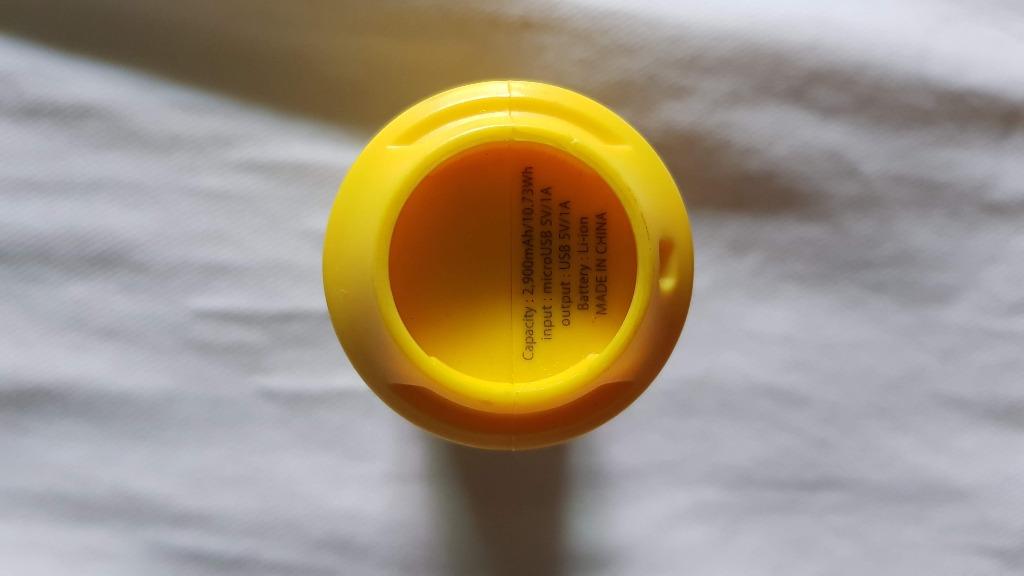 Capacity : 2,900mAh/10.73Wh
input : microUSB 5V/1A
output : USB 5V/1A
Battery : Li-ion
MADE IN CHINA